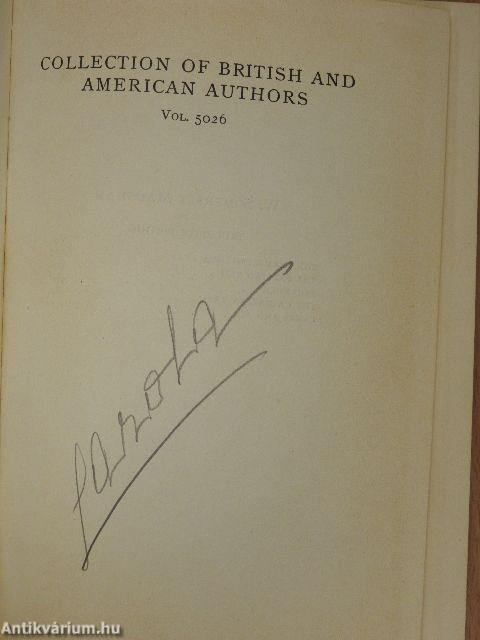 COLLECTION OF BRITISH AND
AMERICAN AUTHORS
VOL. 5026
Antikvárium.hu